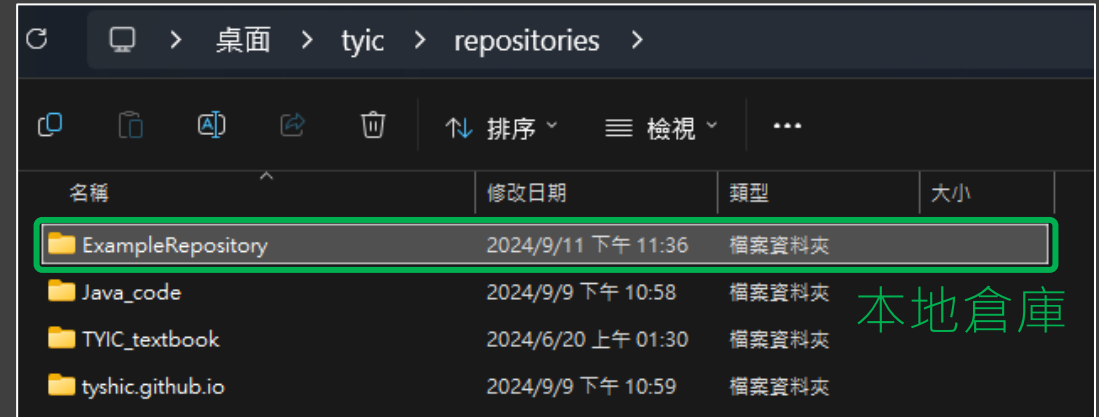 桌面 > tyic > repositories >
排序 檢視 ...
名稱 修改日期 類型 大小
ExampleRepository 2024/9/11 下午 11:36 檔案資料夾
Java_code 2024/9/9 下午 10:58 檔案資料夾
本地倉庫
TYIC_textbook 2024/6/20 上午 01:30 檔案資料夾
tyshic.github.io 2024/9/9 下午 10:59 檔案資料夾